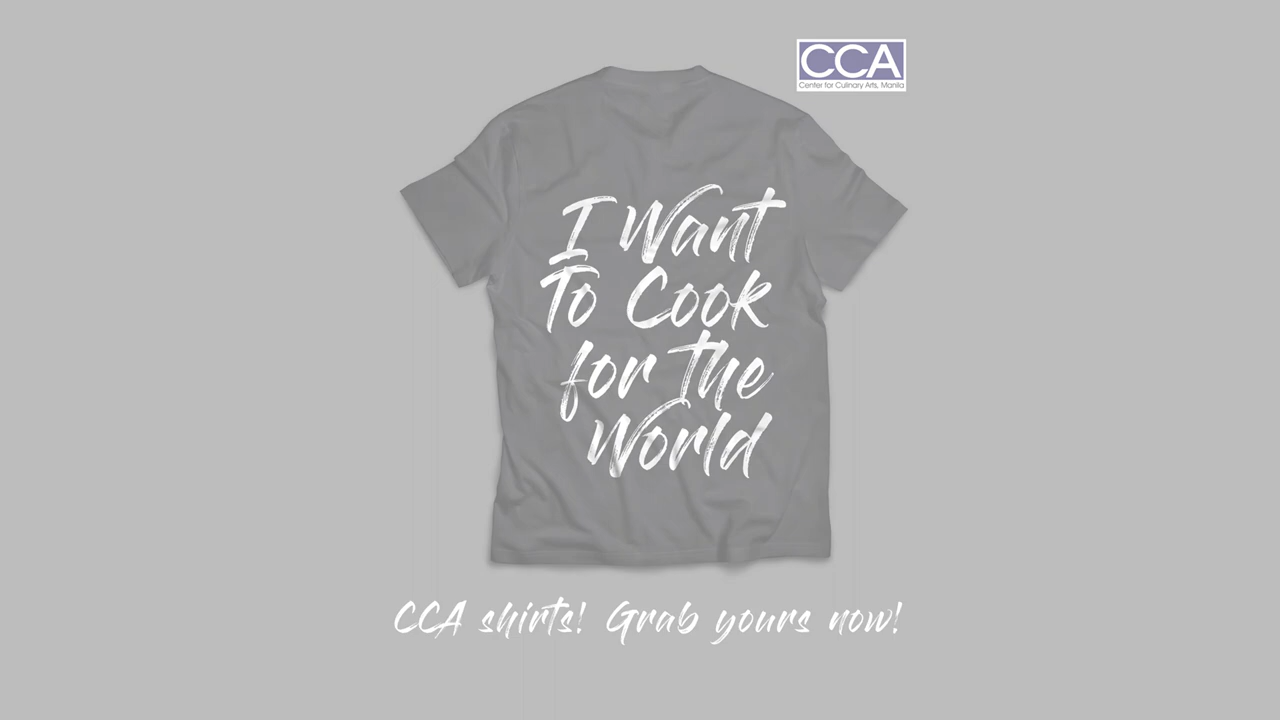 CCA
Center for Culinary Arts, Manila
I Want
To Cook
for the
World
CCA shirts! Grab yours now!